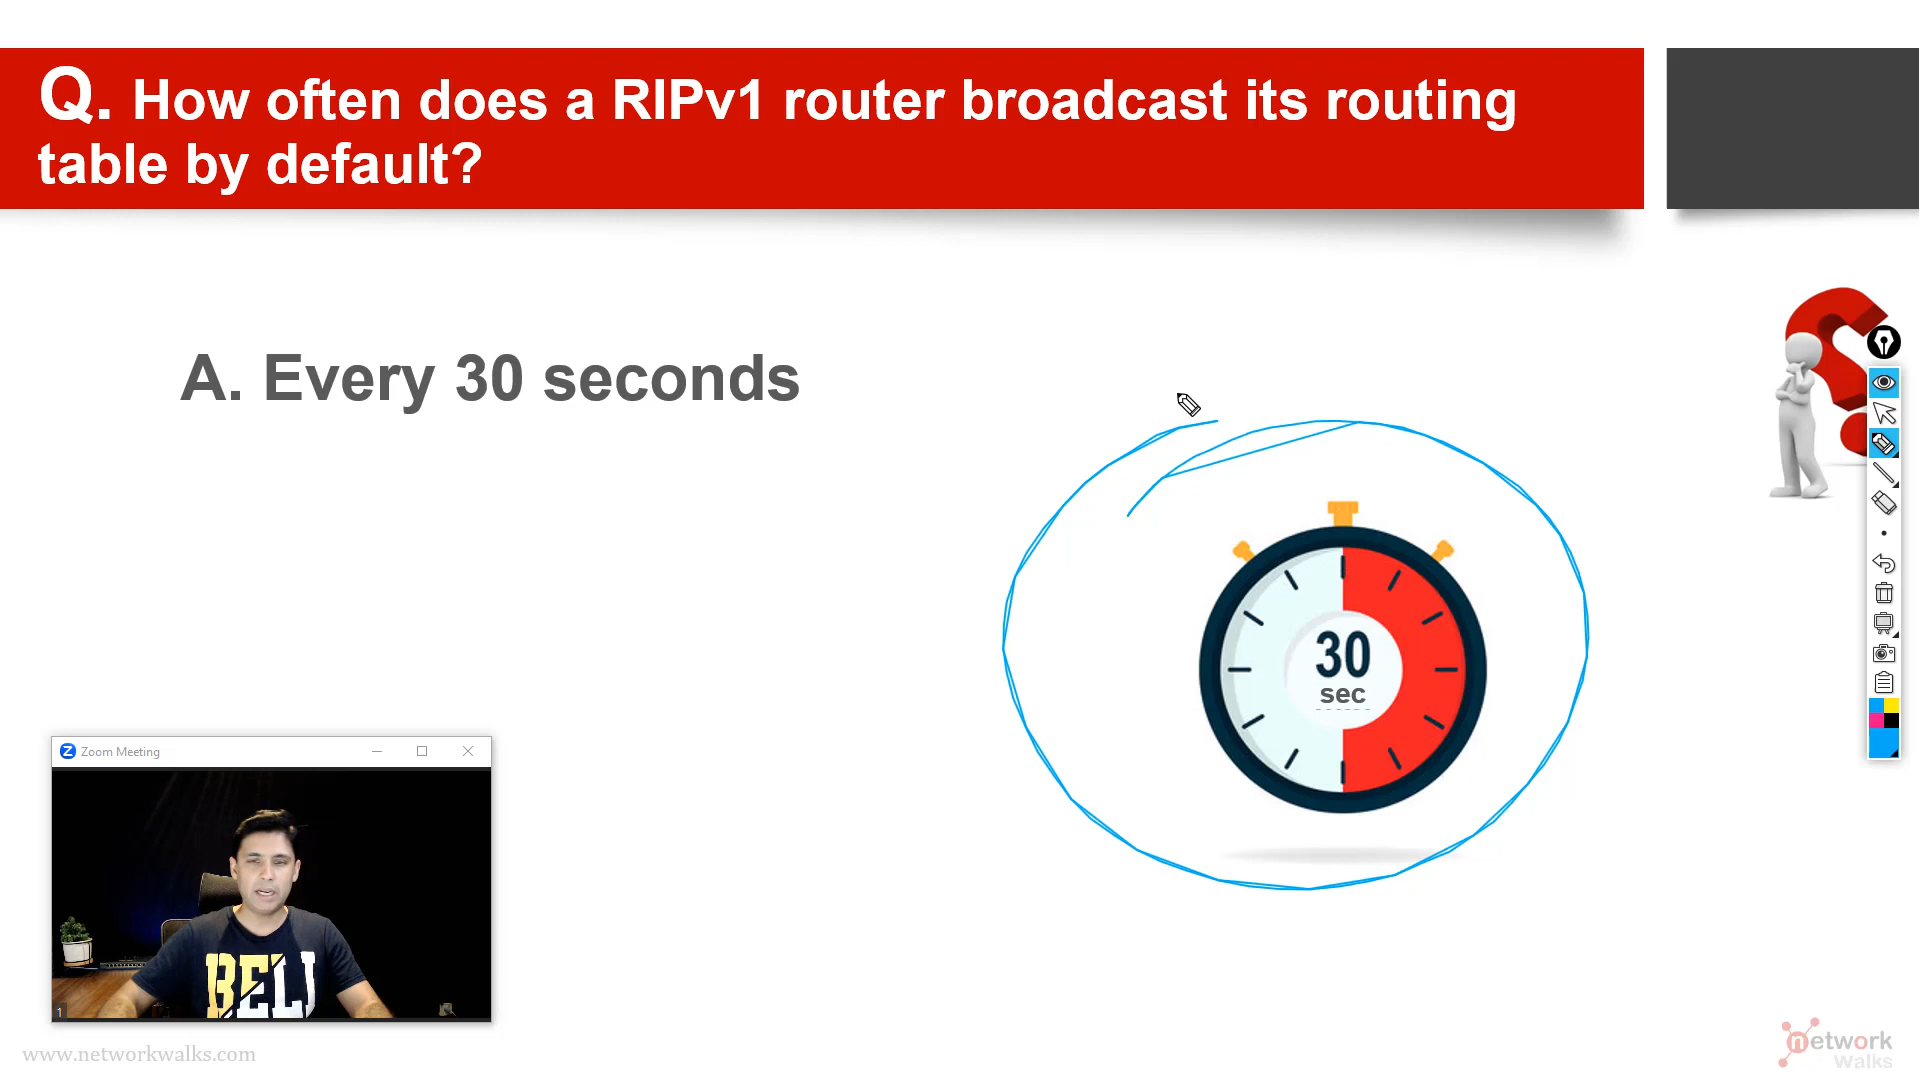 Q. How often does a RIPv1 router broadcast its routing
table by default?
A. Every 30 seconds
30
sec
Zoom Meeting
BELI
1
www.networkwalks.com
network
Walks